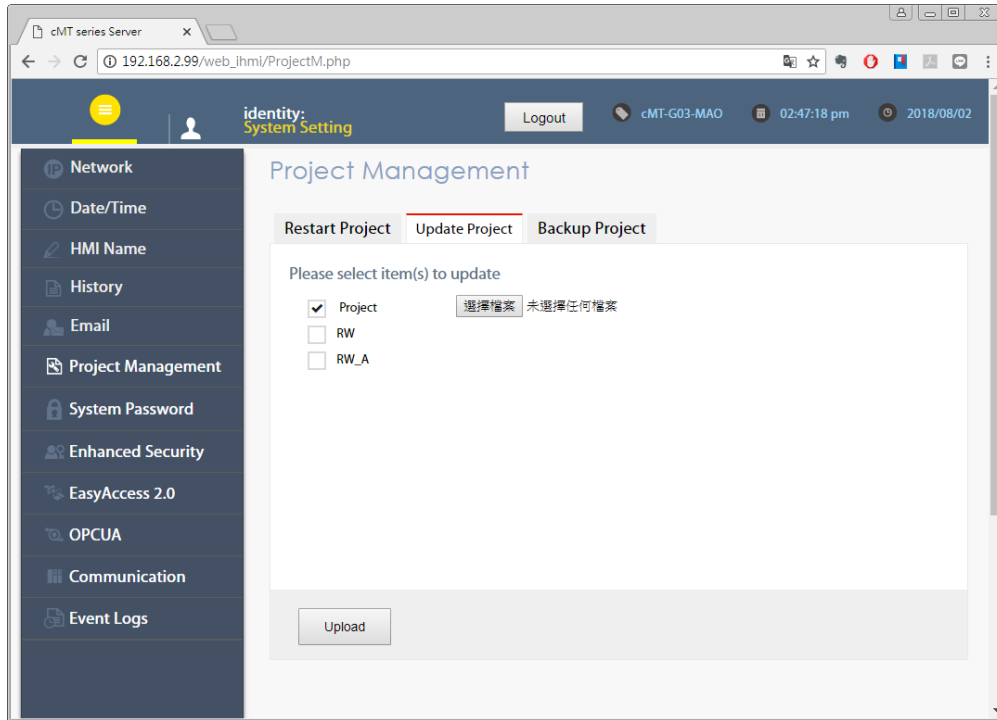 cMT series Server
192.168.2.99/web_ihmi/ProjectM.php
identity:
System Setting
Logout
cMT-G03-MAO
02:47:18 pm
2018/08/02
Network
Date/Time
HMI Name
History
Email
Project Management
System Password
Enhanced Security
EasyAccess 2.0
OPCUA
Communication
Event Logs
Project Management
Restart Project
Update Project
Backup Project
Please select item(s) to update
Project
選擇檔案 未選擇任何檔案
RW
RW_A
Upload